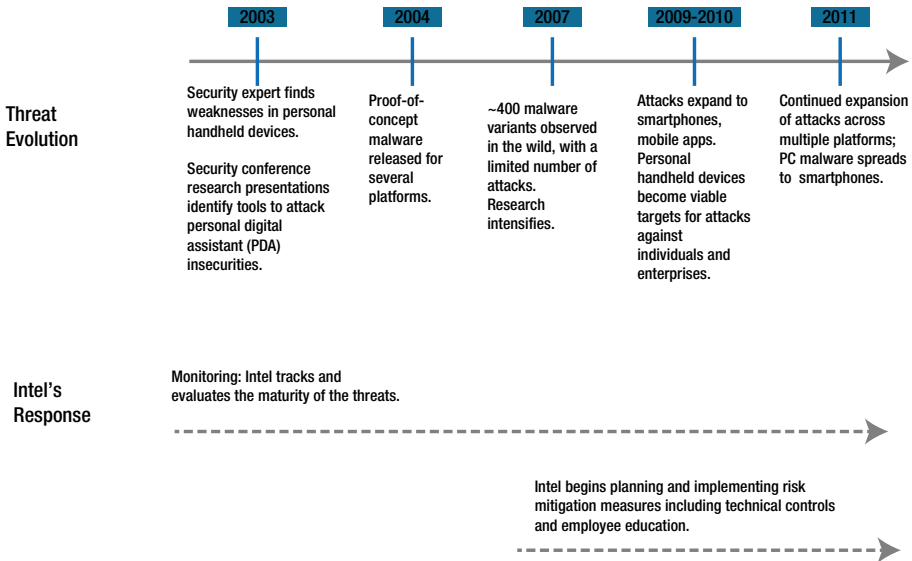 2003
2004
2007
2009-2010
2011
Threat
Evolution
Security expert finds
weaknesses in personal
handheld devices.
Security conference
research presentations
identify tools to attack
personal digital
assistant (PDA)
insecurities.
Proof-of-
concept
malware
released for
several
platforms.
~400 malware
variants observed
in the wild, with a
limited number of
attacks.
Research
intensifies.
Attacks expand to
smartphones,
mobile apps.
Personal
handheld devices
become viable
targets for attacks
against
individuals and
enterprises.
Continued expansion
of attacks across
multiple platforms;
PC malware spreads
to smartphones.
Intel's
Response
Monitoring: Intel tracks and
evaluates the maturity of the threats.
Intel begins planning and implementing risk
mitigation measures including technical controls
and employee education.